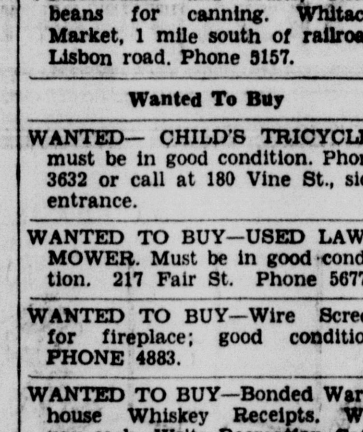 beans for canning. Whitac
Market, 1 mile south of railroa
Lisbon road. Phone 3157.
Wanted To Buy
WANTED— CHILD'S TRICYCL
must be in good condition. Phon
3632 or call at 180 Vine St., si
entrance.
WANTED TO BUY—USED LAW
MOWER. Must be in good cond
tion. 217 Fair St. Phone 567
WANTED TO BUY—Wire Scre
for fireplace; good conditio
PHONE 4883.
WANTED TO BUY—Bonded War
house Whiskey Receipts. W